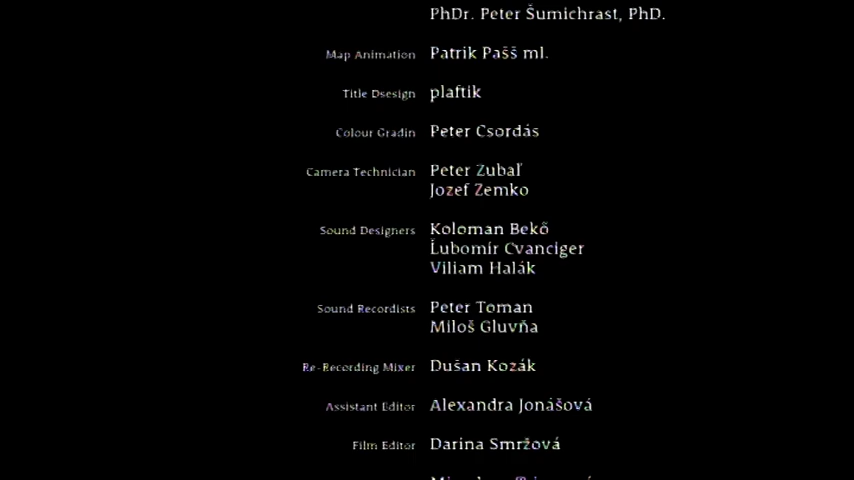 PhDr. Peter Šumichrast, PhD.
Map Animation Patrik Pašš ml.
Title Dsesign plaftik
Colour Gradin Peter Csordás
Camera Technician Peter Zubaľ
Jozef Zemko
Sound Designers Koloman Bekő
Ľubomír Cvanciger
Viliam Halák
Sound Recordists Peter Toman
Miloš Gluvňa
Re-Recording Mixer Dušan Kozák
Assistant Editor Alexandra Jonášová
Film Editor Darina Smržová